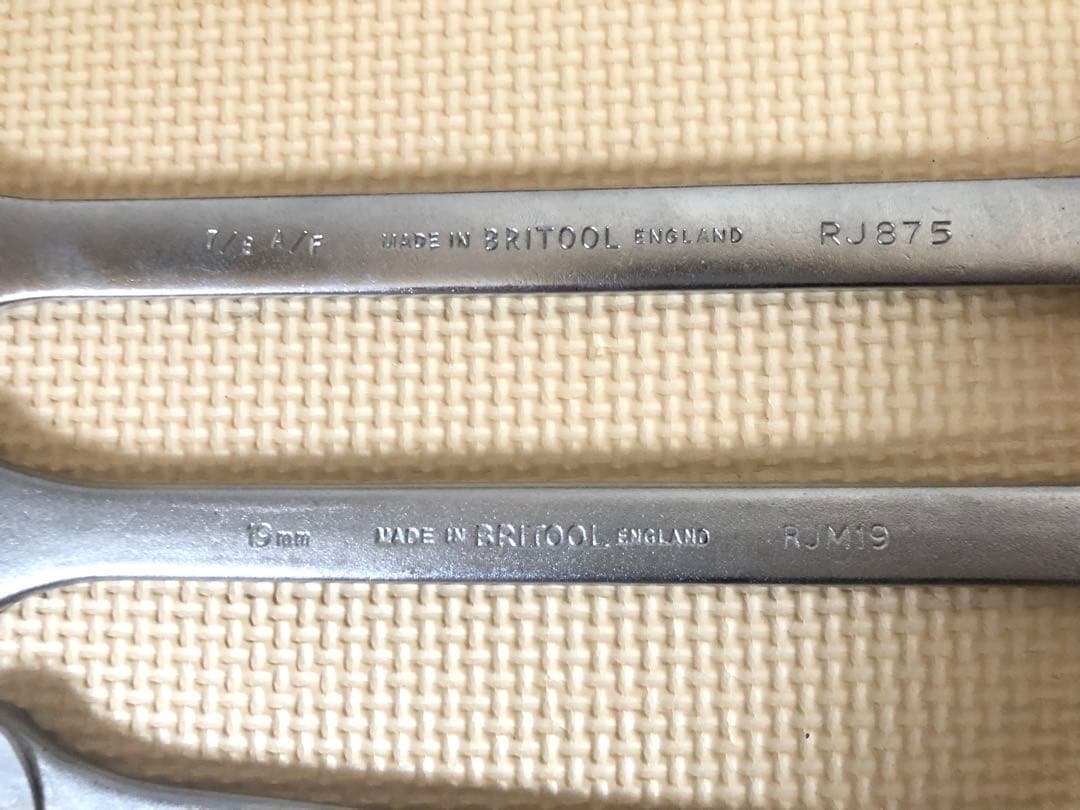 7/8 A/F MADE IN BRITOOL ENGLAND RJ875
19mm MADE IN BRITOOL ENGLAND RJM19